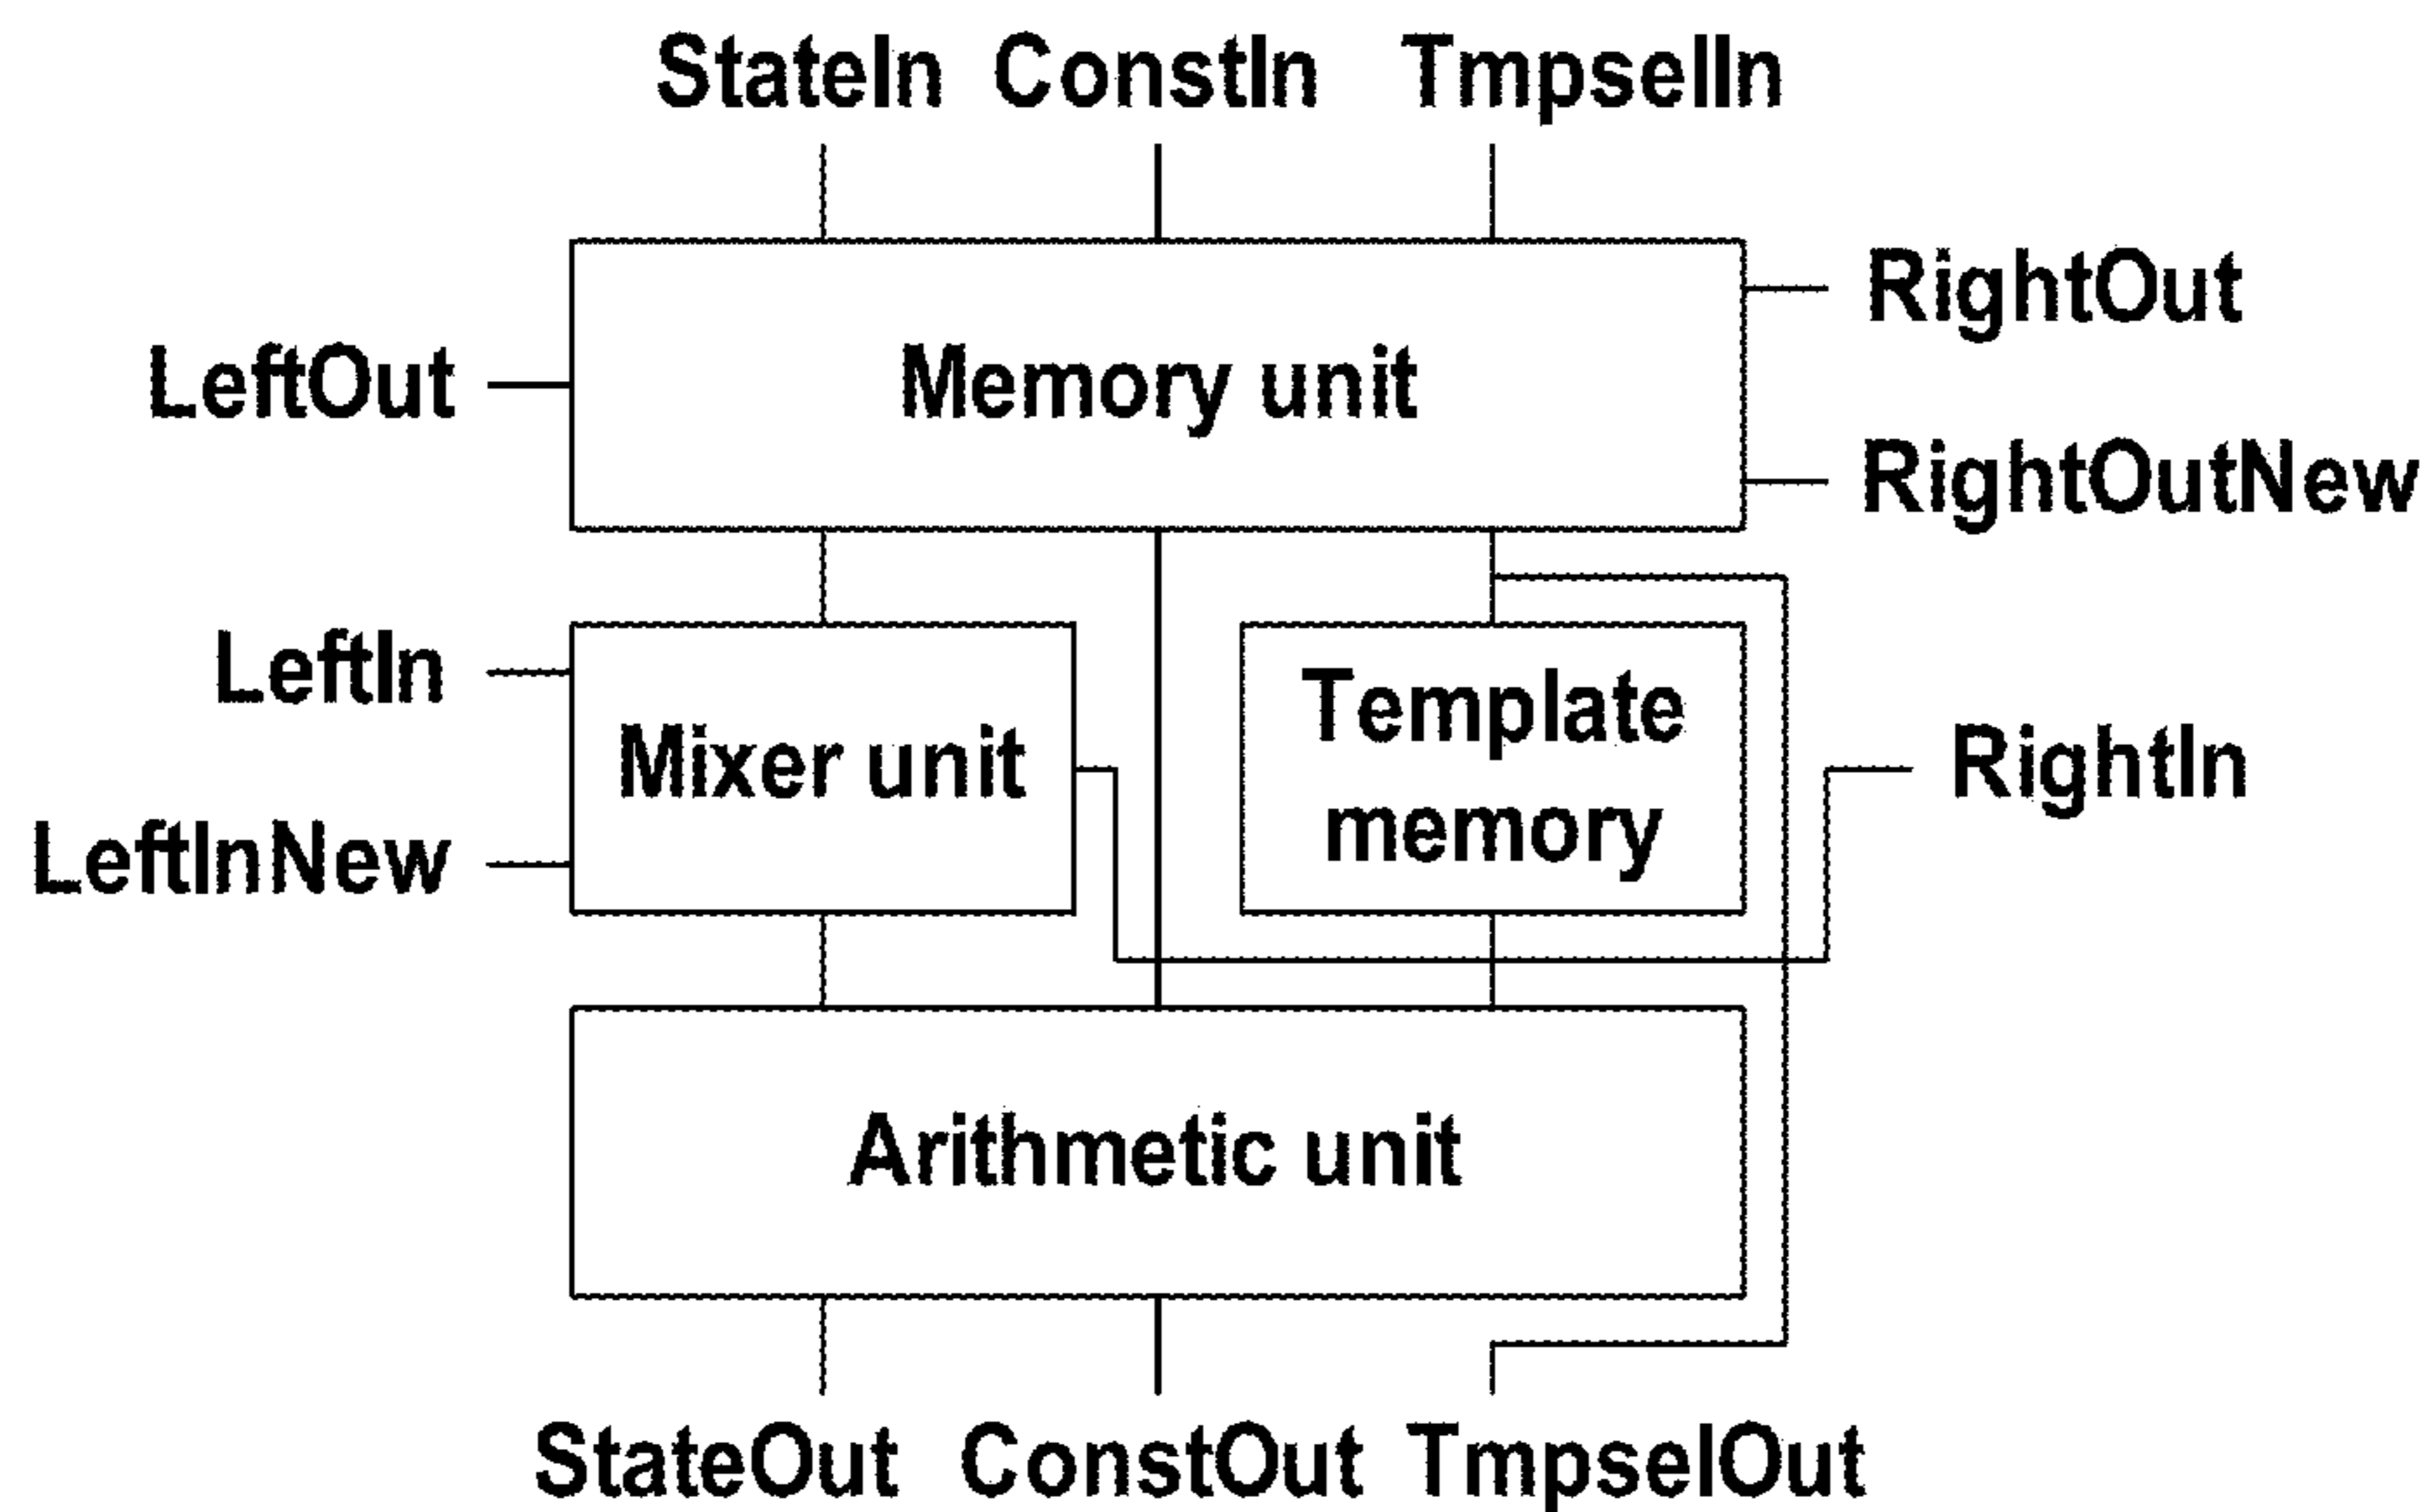 StateIn ConstIn TmpselIn
RightOut
LeftOut
Memory unit
RightOutNew
LeftIn
Template
Mixer unit
RightIn
memory
LeftInNew
Arithmetic unit
StateOut ConstOut TmpselOut